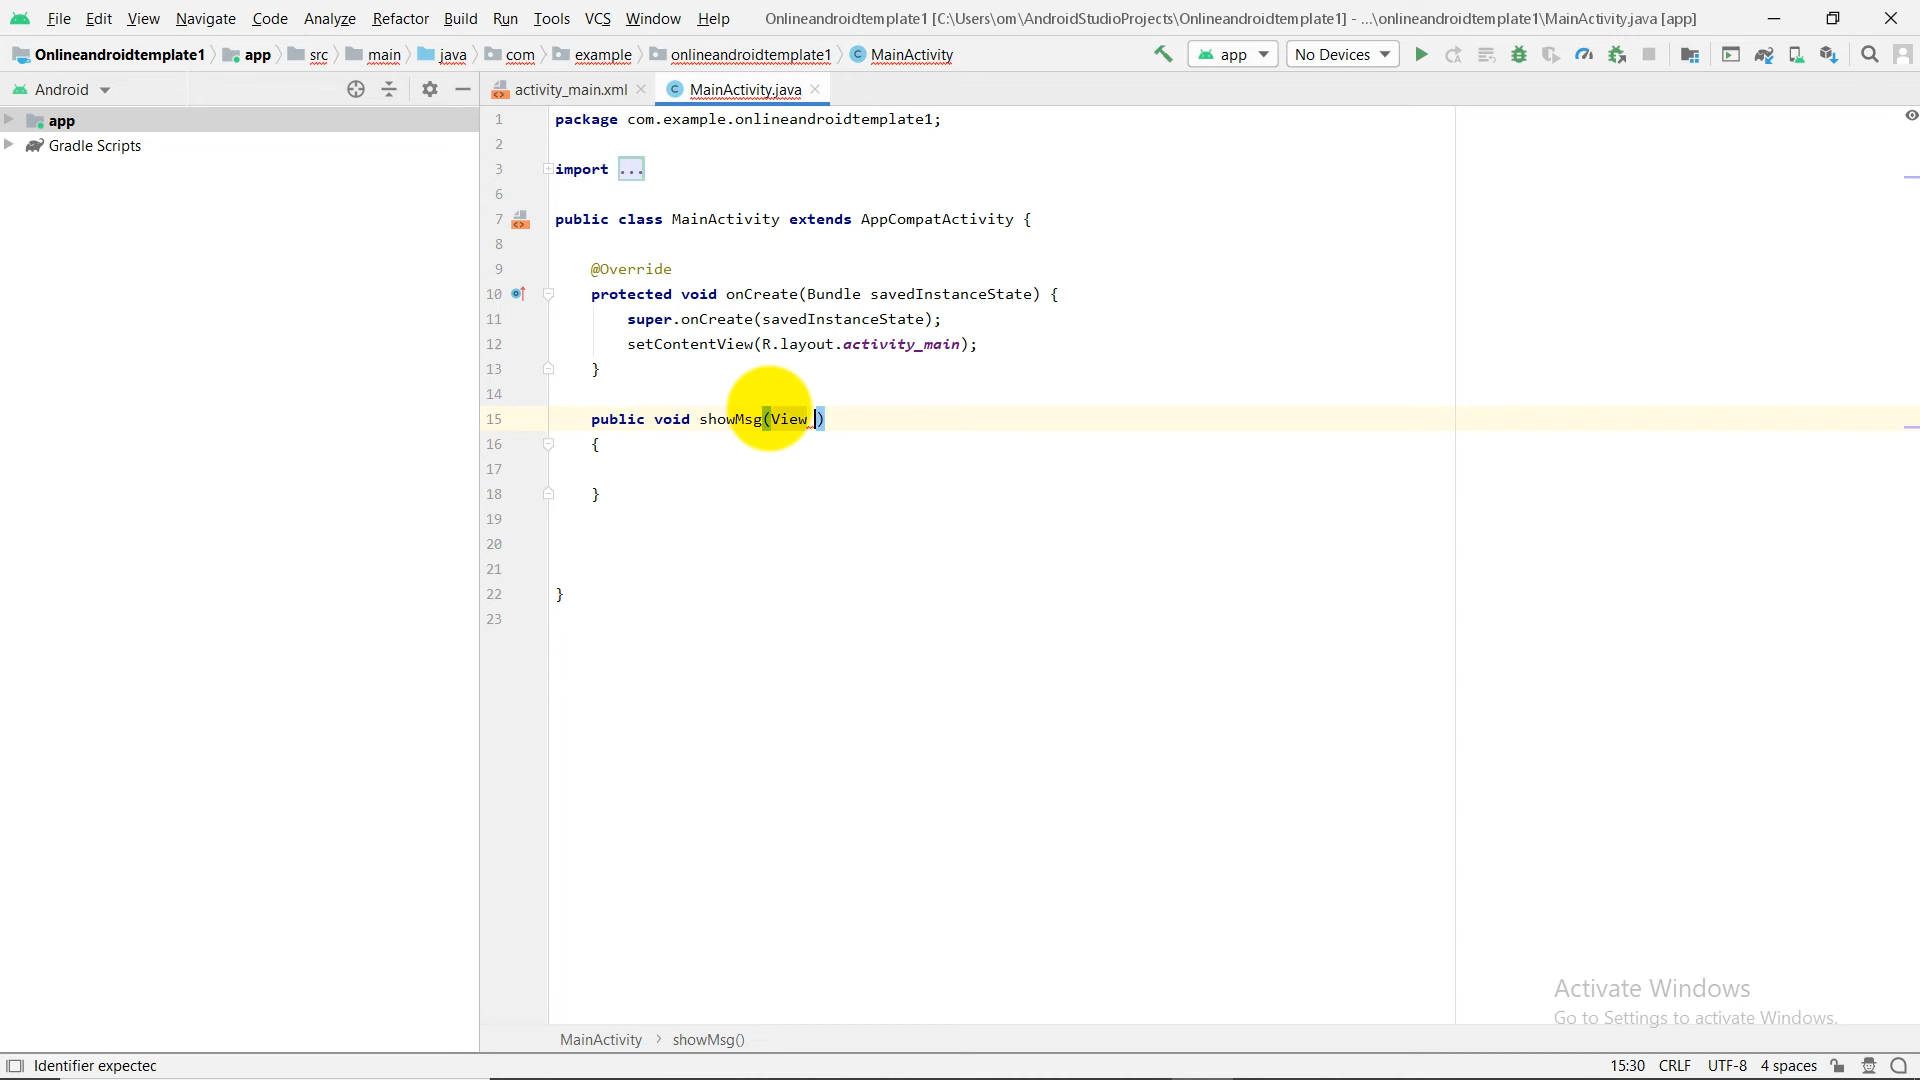 File Edit View Navigate Code Analyze Refactor Build Run Tools VCS Window Help Onlineandroidtemplate1 [C:\Users\om\AndroidStudioProjects\Onlineandroidtemplate1] - ...\onlineandroidtemplate1\MainActivity.java [app]
Onlineandroidtemplate1 app src main java com example onlineandroidtemplate1 MainActivity app No Devices
Android activity_main.xml MainActivity.java
app
Gradle Scripts
1 package com.example.onlineandroidtemplate1;
2
3 import ...
6
7 public class MainActivity extends AppCompatActivity {
8
9 @Override
10 protected void onCreate(Bundle savedInstanceState) {
11 super.onCreate(savedInstanceState);
12 setContentView(R.layout.activity_main);
13 }
14
15 public void showMsg(View )
16 {
17
18 }
19
20
21
22 }
23
Activate Windows
Go to Settings to activate Windows.
MainActivity > showMsg()
Identifier expectec 15:30 CRLF UTF-8 4 spaces